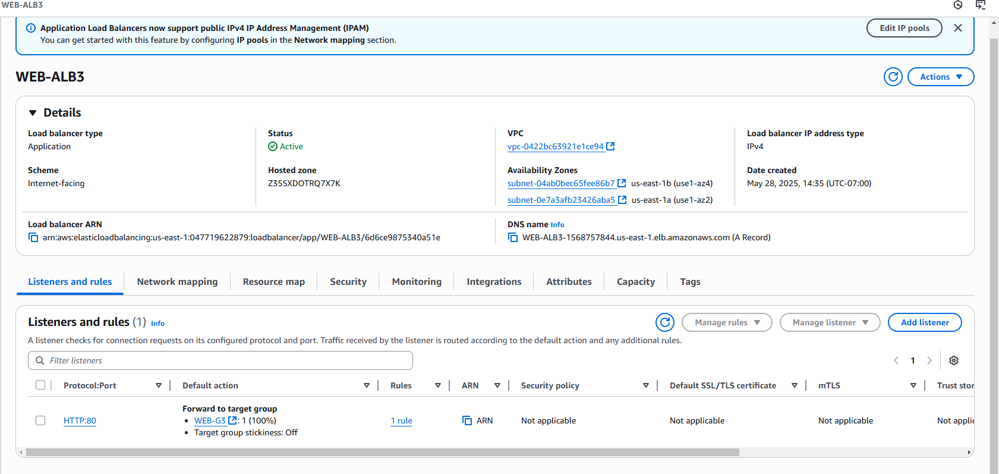 WEB-ALB3
Application Load Balancers now support public IPv4 IP Address Management (IPAM)
You can get started with this feature by configuring IP pools in the Network mapping section.
Edit IP pools
WEB-ALB3
Actions
Details
Load balancer type
Application
Status
Active
VPC
vpc-0422bc63921e1ce94
Load balancer IP address type
IPv4
Scheme
Internet-facing
Hosted zone
Z35SXDOTRQ7X7K
Availability Zones
subnet-04ab0bec65fee86b7 us-east-1b (use1-az4)
subnet-0e7a3afb23426aba5 us-east-1a (use1-az2)
Date created
May 28, 2025, 14:35 (UTC-07:00)
Load balancer ARN
arn:aws:elasticloadbalancing:us-east-1:047719622879:loadbalancer/app/WEB-ALB3/6d6ce9875340a51e
DNS name Info
WEB-ALB3-1568757844.us-east-1.elb.amazonaws.com (A Record)
Listeners and rules Network mapping Resource map Security Monitoring Integrations Attributes Capacity Tags
Listeners and rules (1) Info
Manage rules Manage listener Add listener
A listener checks for connection requests on its configured protocol and port. Traffic received by the listener is routed according to the default action and any additional rules.
Filter listeners
1
Protocol:Port Default action Rules ARN Security policy Default SSL/TLS certificate mTLS Trust stor
HTTP:80
Forward to target group
• WEB-G3: 1 (100%)
• Target group stickiness: Off
1 rule
ARN
Not applicable
Not applicable
Not applicable
Not applic